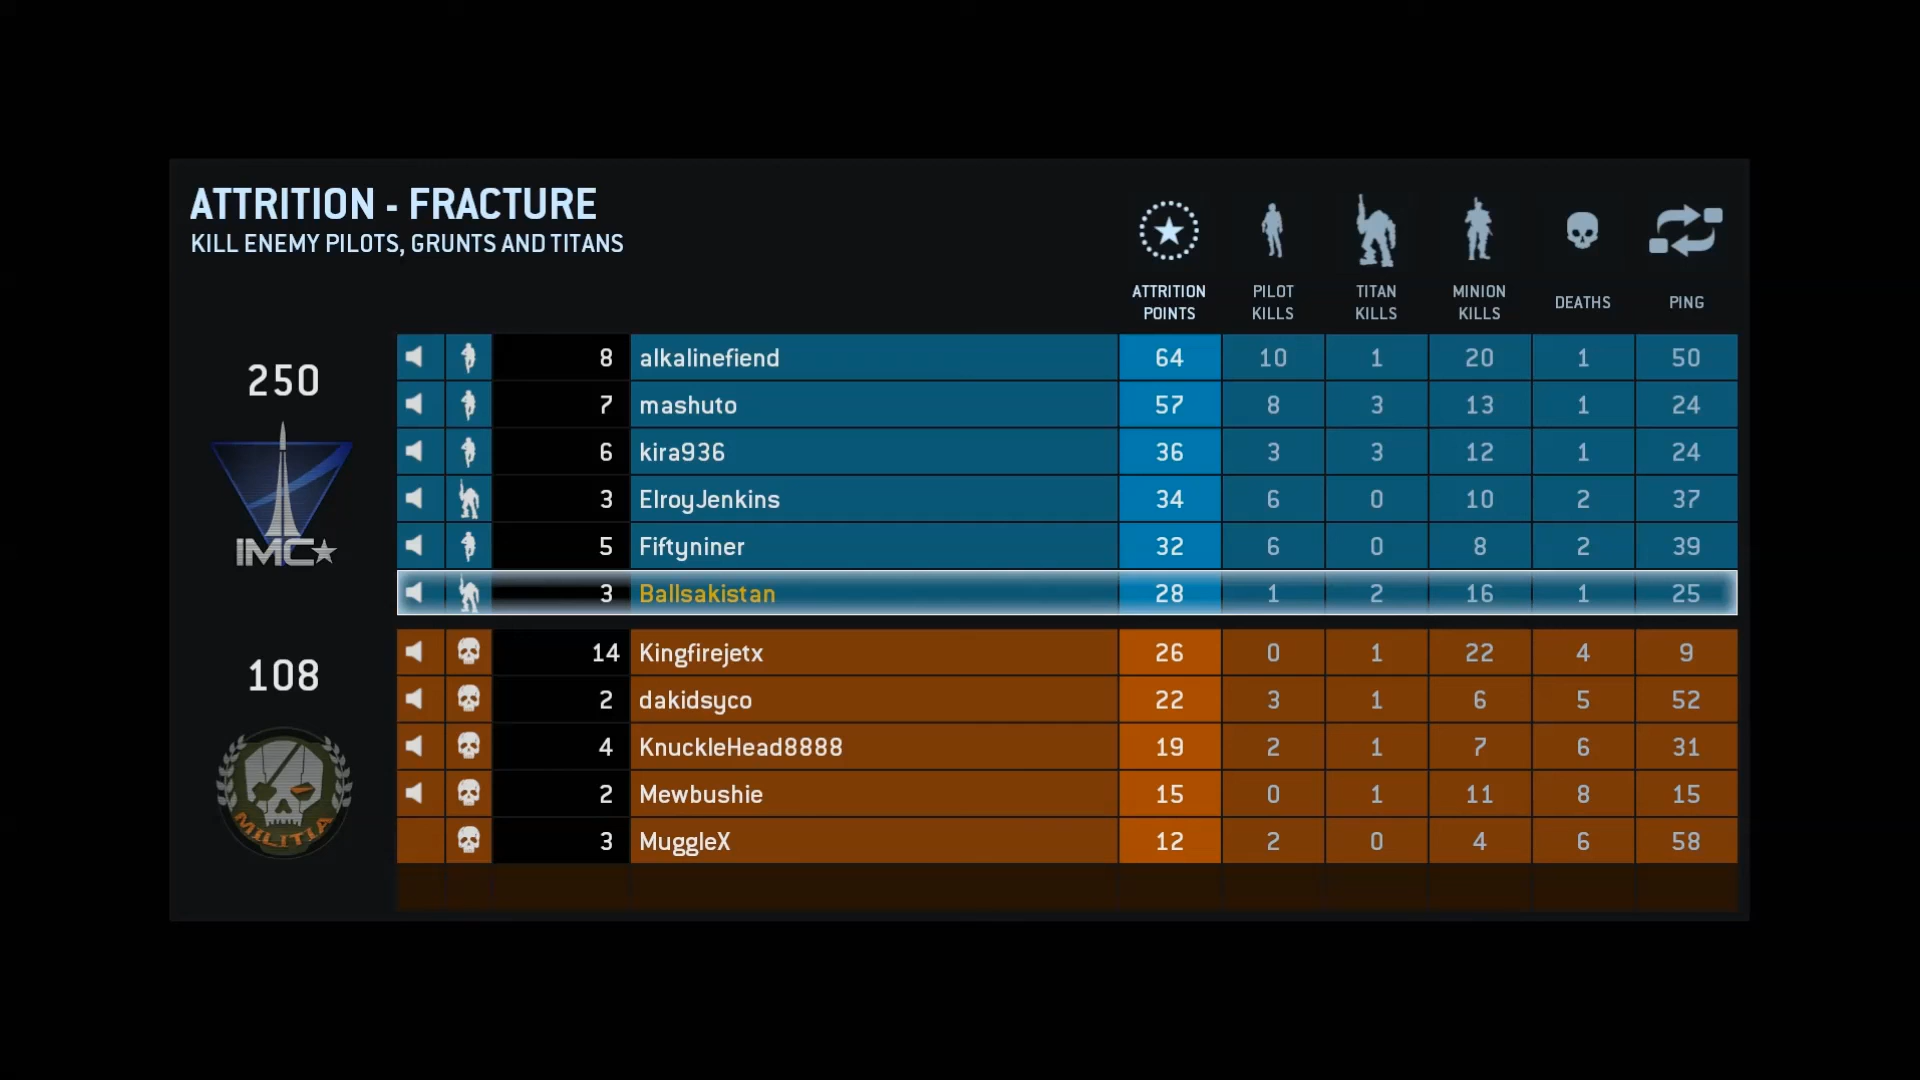 ATTRITION - FRACTURE
KILL ENEMY PILOTS, GRUNTS AND TITANS
ATTRITION POINTS PILOT KILLS TITAN KILLS MINION KILLS DEATHS PING
250
IMC
8 alkalinefiend 64 10 1 20 1 50
7 mashuto 57 8 3 13 1 24
6 kira936 36 3 3 12 1 24
3 ElroyJenkins 34 6 0 10 2 37
5 Fiftyniner 32 6 0 8 2 39
3 Ballsakistan 28 1 2 16 1 25
108
MILITIA
14 Kingfirejetx 26 0 1 22 4 9
2 dakidsyco 22 3 1 6 5 52
4 KnuckleHead8888 19 2 1 7 6 31
2 Mewbushie 15 0 1 11 8 15
3 MuggleX 12 2 0 4 6 58